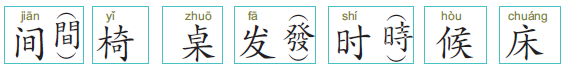 jiān yǐ zhuō fā shí hòu chuáng
间(間) 椅 桌 发(發) 时(時) 候 床